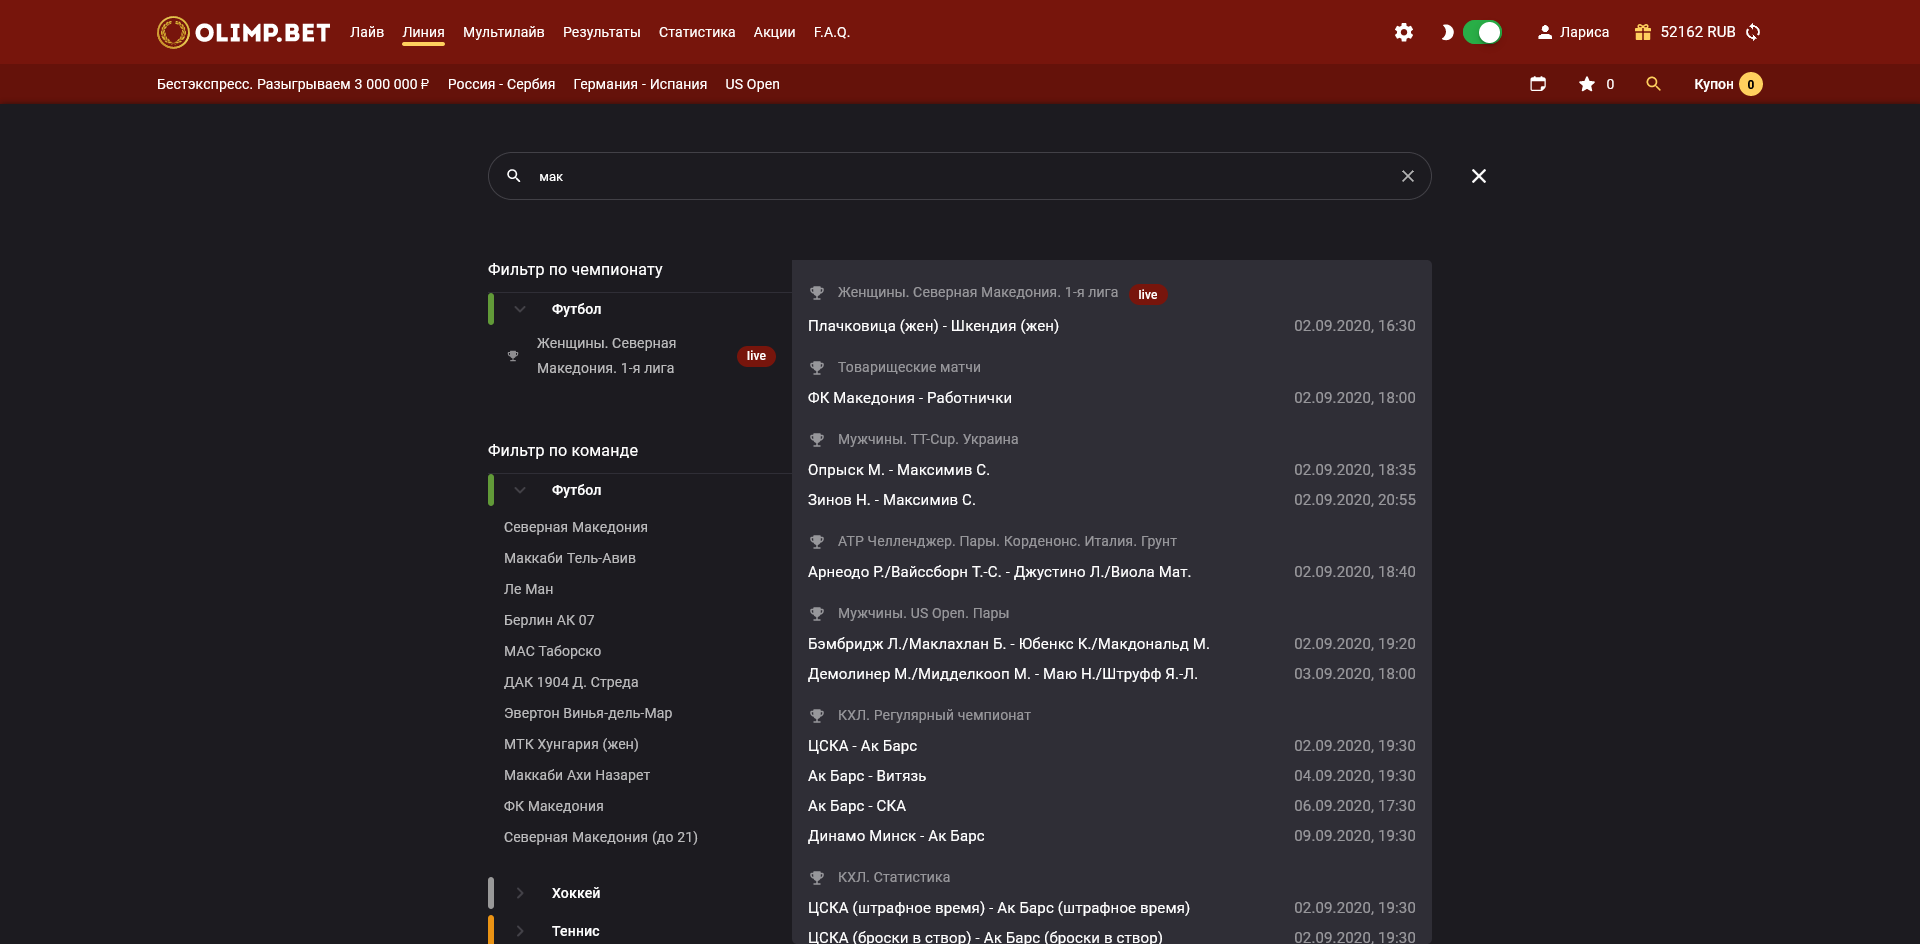 OLIMP.BET Лайв Линия Мультилайв Результаты Статистика Акции F.A.Q. Лариса 52162 RUB
Бестэкспресс. Разыгрываем 3 000 000 ₽ Россия - Сербия Германия - Испания US Open 0 Купон 0
мак
Фильтр по чемпионату
Футбол
Женщины. Северная
Македония. 1-я лига
live
Фильтр по команде
Футбол
Северная Македония
Маккаби Тель-Авив
Ле Ман
Берлин АК 07
МАС Таборско
ДАК 1904 Д. Стреда
Эвертон Винья-дель-Мар
МТК Хунгария (жен)
Маккаби Ахи Назарет
ФК Македония
Северная Македония (до 21)
Хоккей
Теннис
Женщины. Северная Македония. 1-я лига live
Плачковица (жен) - Шкендия (жен) 02.09.2020, 16:30
Товарищеские матчи
ФК Македония - Работнички 02.09.2020, 18:00
Мужчины. TT-Cup. Украина
Опрыск М. - Максимив С. 02.09.2020, 18:35
Зинов Н. - Максимив С. 02.09.2020, 20:55
АТР Челленджер. Пары. Корденонс. Италия. Грунт
Арнеодо Р./Вайссборн Т.-С. - Джустино Л./Виола Мат. 02.09.2020, 18:40
Мужчины. US Open. Пары
Бэмбридж Л./Маклахлан Б. - Юбенкс К./Макдональд М. 02.09.2020, 19:20
Демолинер М./Мидделкооп М. - Маю Н./Штруфф Я.-Л. 03.09.2020, 18:00
КХЛ. Регулярный чемпионат
ЦСКА - Ак Барс 02.09.2020, 19:30
Ак Барс - Витязь 04.09.2020, 19:30
Ак Барс - СКА 06.09.2020, 17:30
Динамо Минск - Ак Барс 09.09.2020, 19:30
КХЛ. Статистика
ЦСКА (штрафное время) - Ак Барс (штрафное время) 02.09.2020, 19:30
ЦСКА (броски в створ) - Ак Барс (броски в створ) 02.09.2020, 19:30